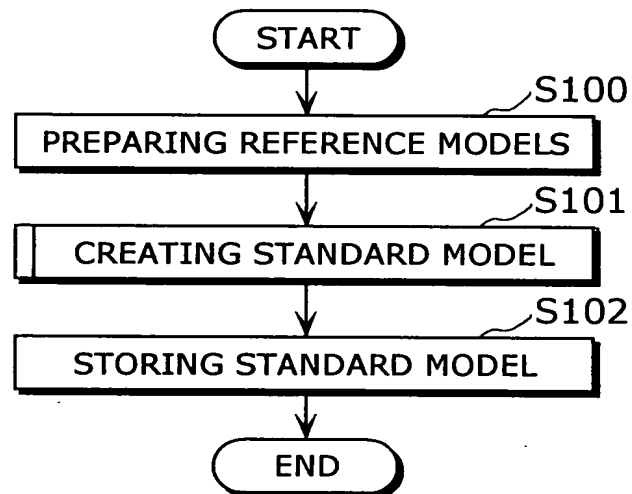 START
S100
PREPARING REFERENCE MODELS
S101
CREATING STANDARD MODEL
S102
STORING STANDARD MODEL
END